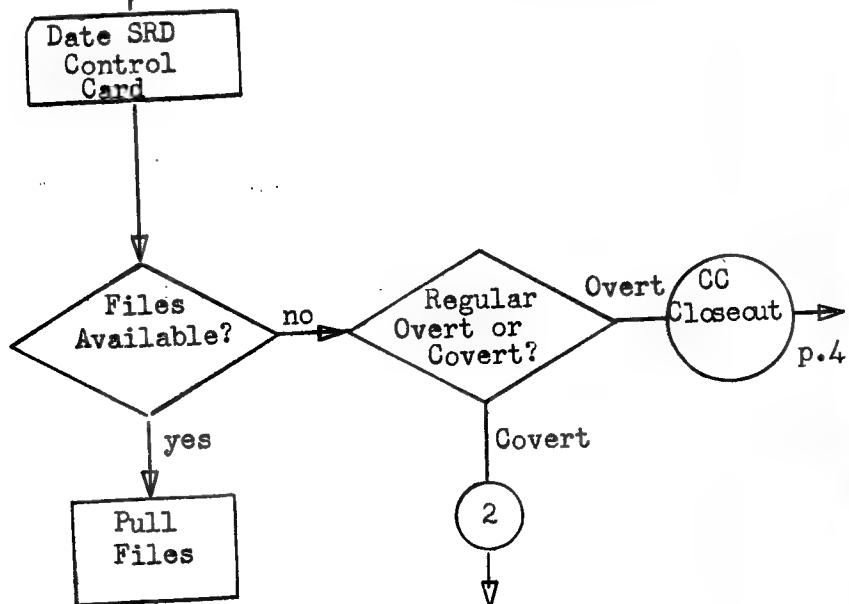 Date SRD
Control
Card
Files
Available?
no
Regular
Overt or
Covert?
Overt
CC
Closeout
p.4
yes
Covert
2
Pull
Files